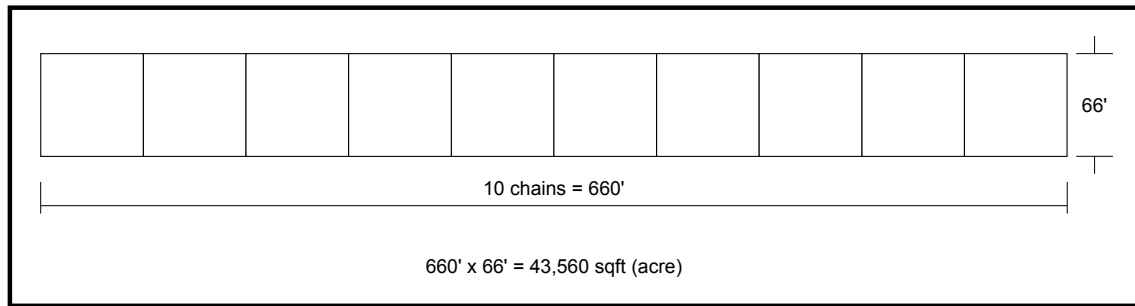 66'
10 chains = 660'
660' x 66' = 43,560 sqft (acre)